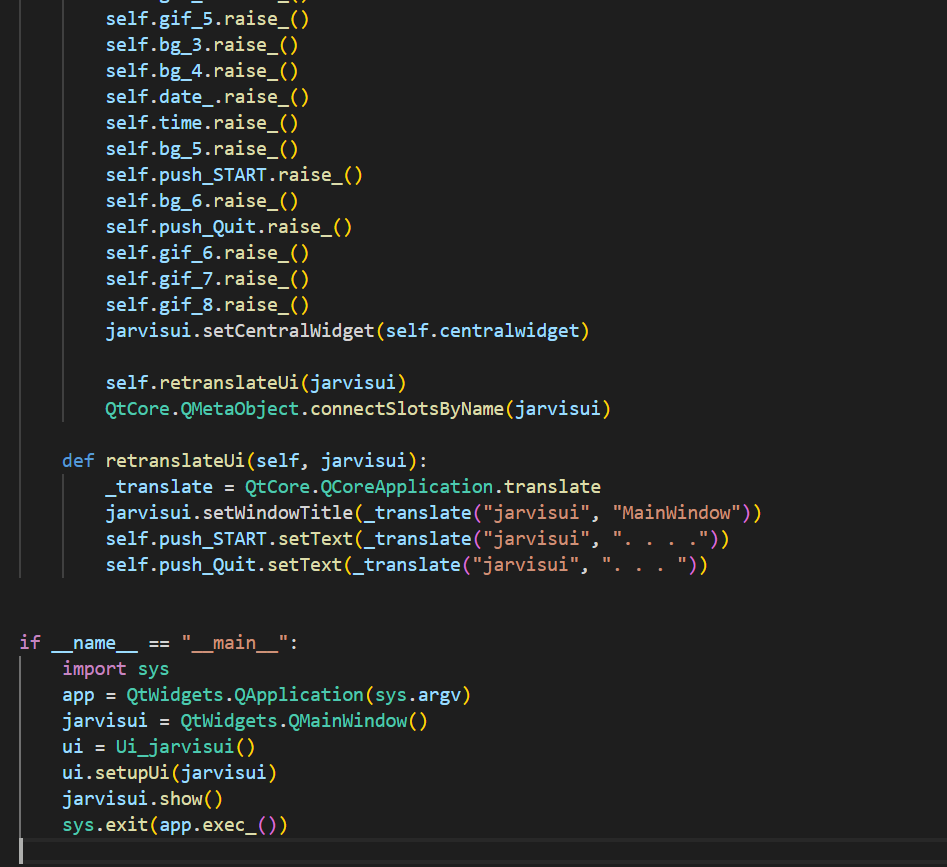 self.gif_5.raise_()
self.bg_3.raise_()
self.bg_4.raise_()
self.date_.raise_()
self.time.raise_()
self.bg_5.raise_()
self.push_START.raise_()
self.bg_6.raise_()
self.push_Quit.raise_()
self.gif_6.raise_()
self.gif_7.raise_()
self.gif_8.raise_()
jarvisui.setCentralWidget(self.centralwidget)
self.retranslateUi(jarvisui)
QtCore.QMetaObject.connectSlotsByName(jarvisui)
def retranslateUi(self, jarvisui):
_translate = QtCore.QCoreApplication.translate
jarvisui.setWindowTitle(_translate("jarvisui", "MainWindow"))
self.push_START.setText(_translate("jarvisui", ". . . ."))
self.push_Quit.setText(_translate("jarvisui", ". . . "))
if __name__ == "__main__":
import sys
app = QtWidgets.QApplication(sys.argv)
jarvisui = QtWidgets.QMainWindow()
ui = Ui_jarvisui()
ui.setupUi(jarvisui)
jarvisui.show()
sys.exit(app.exec_())